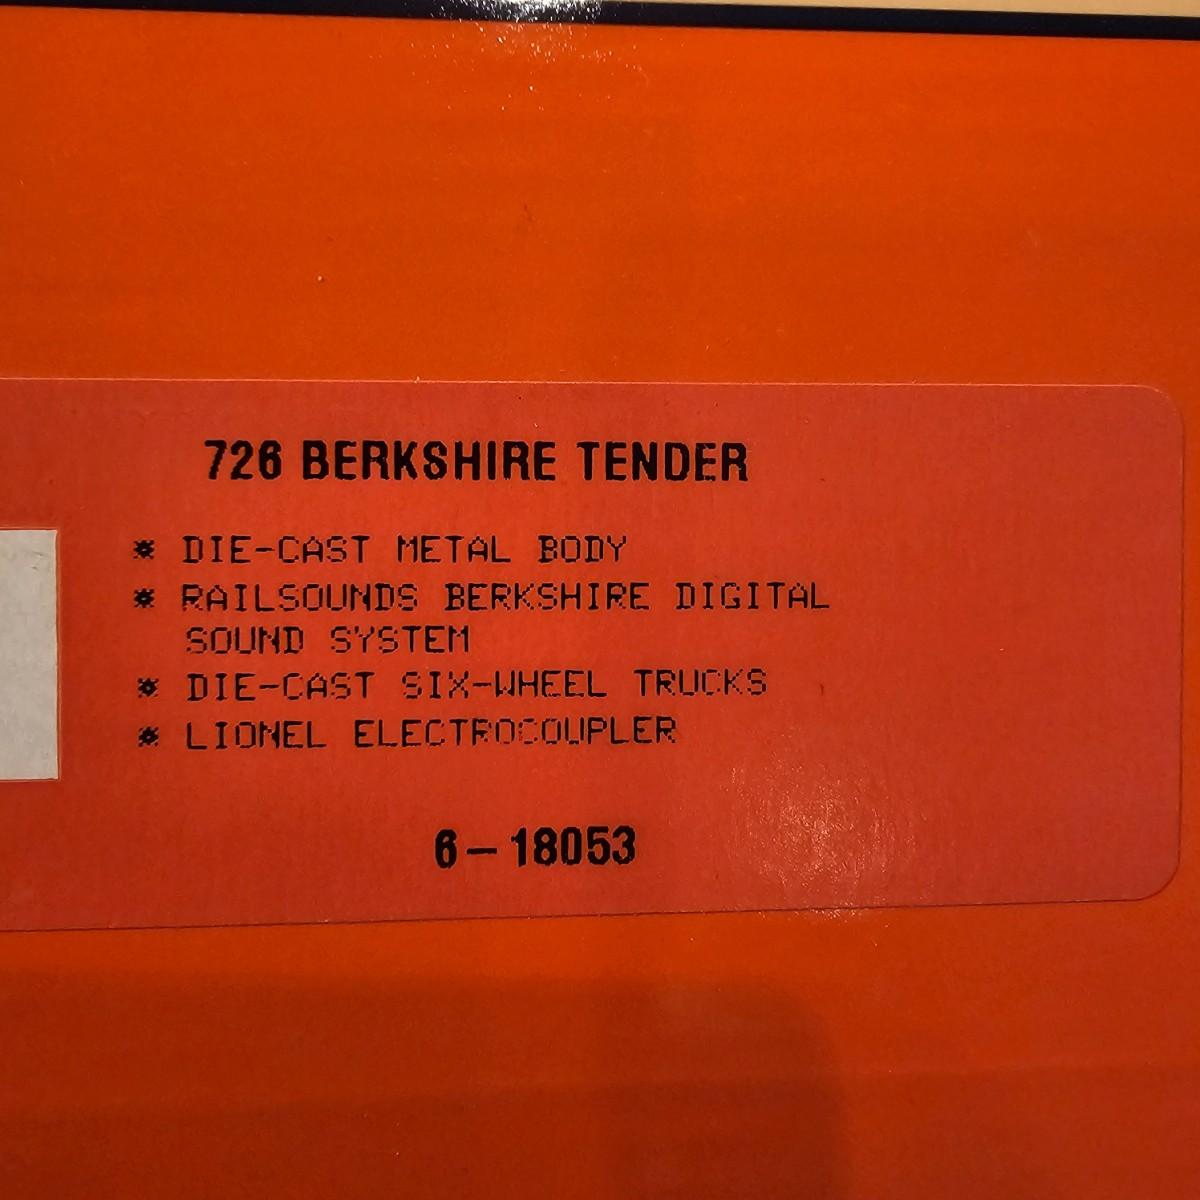 726 BERKSHIRE TENDER
* DIE-CAST METAL BODY
* RAILSOUNDS BERKSHIRE DIGITAL
SOUND SYSTEM
* DIE-CAST SIX-WHEEL TRUCKS
* LIONEL ELECTROCOUPLER
6-18053